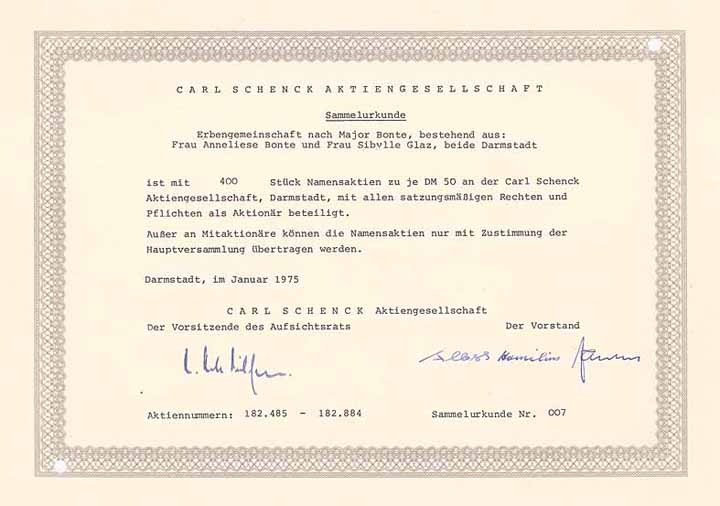 CARL SCHENCK AKTIENGESELLSCHAFT
Sammelurkunde
Erbengemeinschaft nach Major Bonte, bestehend aus:
Frau Anneliese Bonte und Frau Sibylle Glaz, beide Darmstadt
ist mit 400 Stück Namensaktien zu je DM 50 an der Carl Schenck
Aktiengesellschaft, Darmstadt, mit allen satzungsmäßigen Rechten und
Pflichten als Aktionär beteiligt.
Außer an Mitaktionäre können die Namensaktien nur mit Zustimmung der
Hauptversammlung übertragen werden.
Darmstadt, im Januar 1975
CARL SCHENCK Aktiengesellschaft
Der Vorsitzende des Aufsichtsrats Der Vorstand
Aktiennummern: 182.485 - 182.884 Sammelurkunde Nr. 007